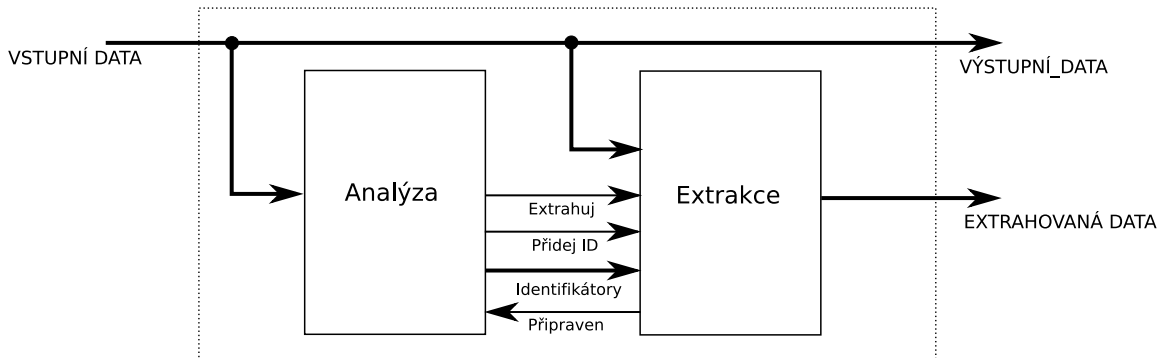 VSTUPNÍ DATA
VÝSTUPNÍ_DATA
Analýza
Extrakce
Extrahuj
Přidej ID
Identifikátory
Připraven
EXTRAHOVANÁ DATA